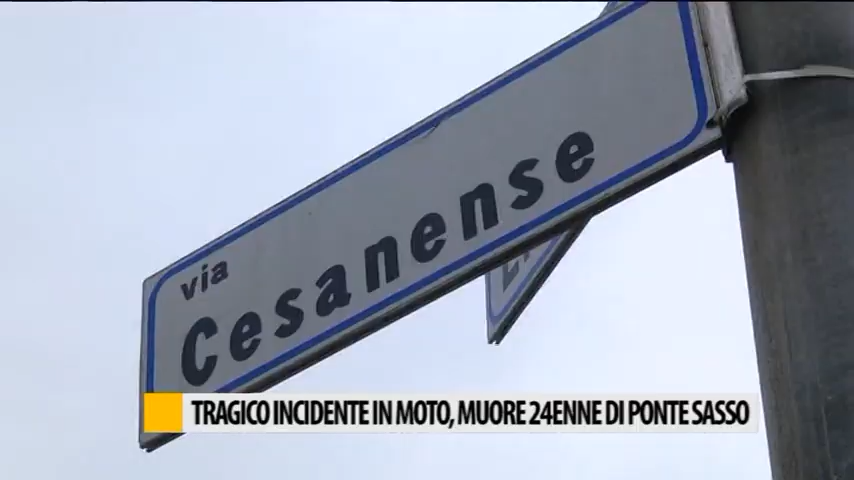 via
Cesanense
TRAGICO INCIDENTE IN MOTO, MUORE 24ENNE DI PONTE SASSO